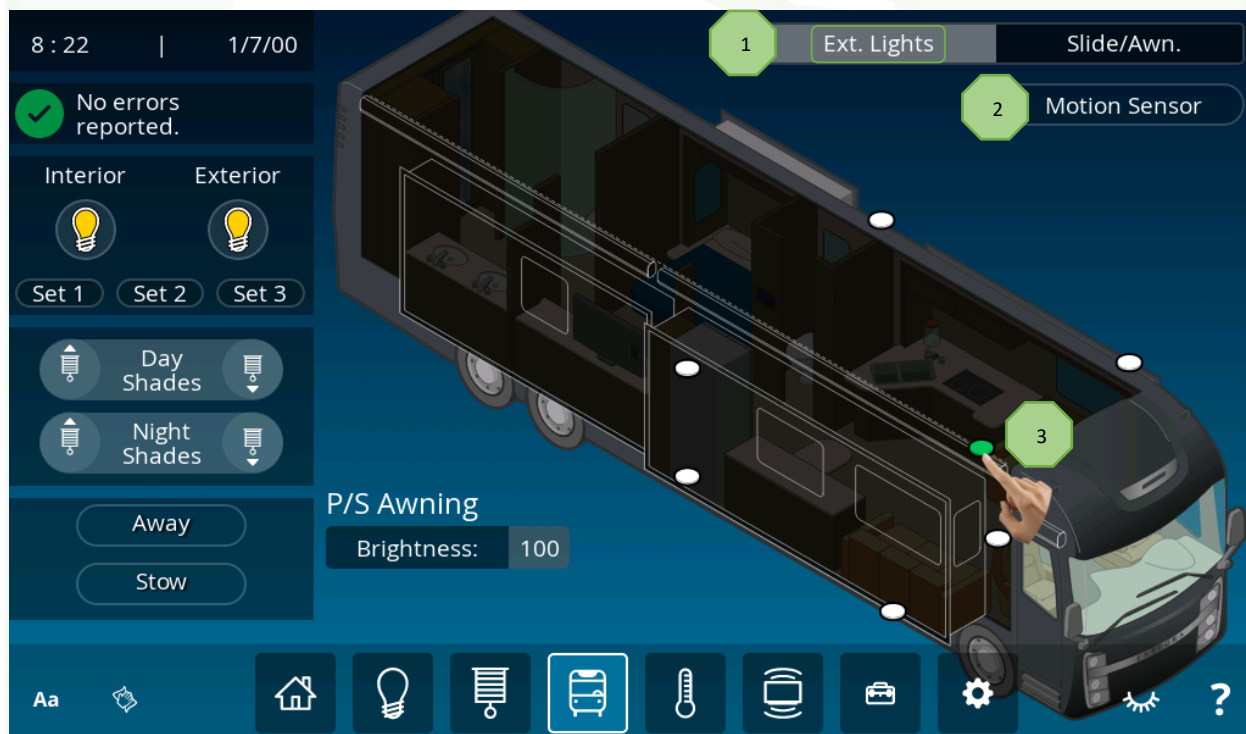 8 : 22 | 1/7/00
1
Ext. Lights
Slide/Awn.
No errors
reported.
2
Motion Sensor
Interior
Exterior
Set 1
Set 2
Set 3
Day
Shades
Night
Shades
3
P/S Awning
Brightness: 100
Away
Stow
Aa
?